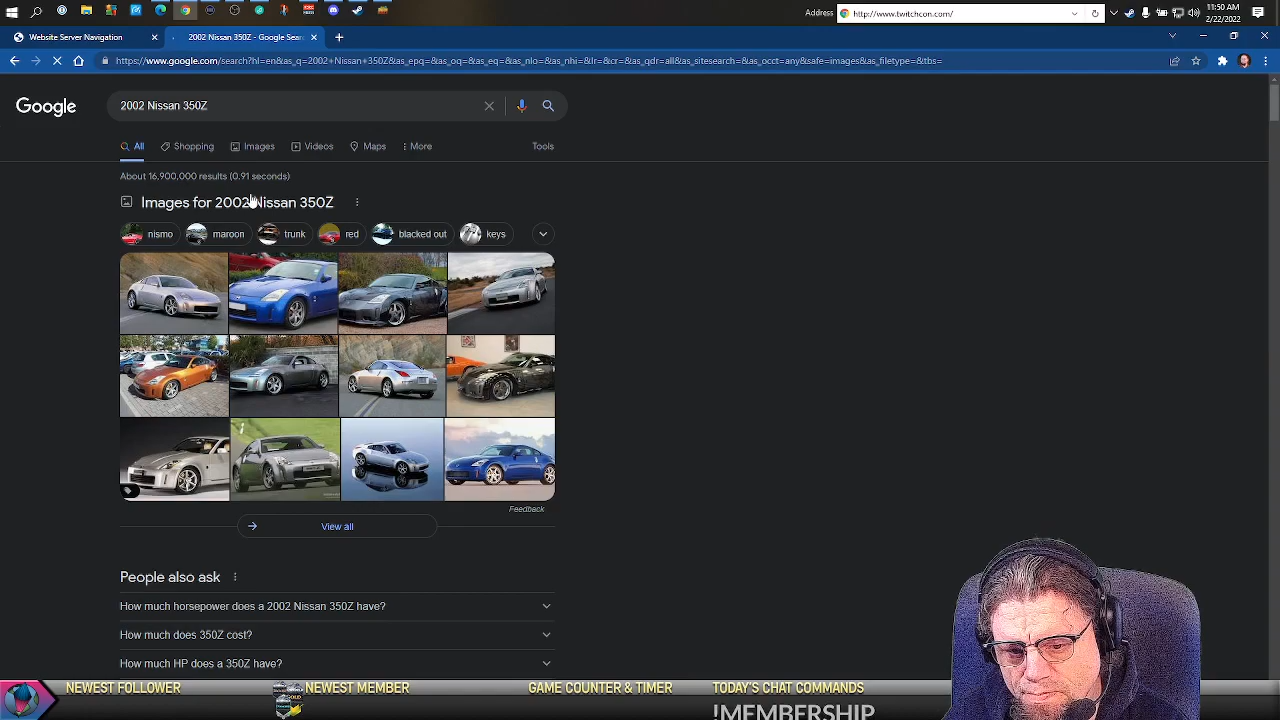 Address
http://www.twitchcon.com/
11:50 AM
2/22/2022
Website Server Navigation
2002 Nissan 350Z - Google Sear
https://www.google.com/search?hl=en&as_q=2002+Nissan+350Z&as_epq=&as_oq=&as_eq=&as_nlo=&as_nhi=&lr=&cr=&as_qdr=all&as_sitesearch=&as_occt=any&safe=images&as_filetype=&tbs=
Google
2002 Nissan 350Z
All
Shopping
Images
Videos
Maps
More
Tools
About 16,900,000 results (0.91 seconds)
Images for 2002 Nissan 350Z
nismo
maroon
trunk
red
blacked out
keys
Feedback
View all
People also ask
How much horsepower does a 2002 Nissan 350Z have?
How much does 350Z cost?
How much HP does a 350Z have?
NEWEST FOLLOWER
NEWEST MEMBER
GAME COUNTER & TIMER
TODAY'S CHAT COMMANDS
GOLD
!MEMBERSHIP